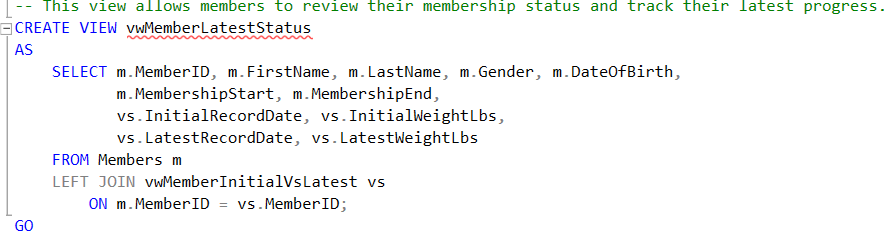 -- This view allows members to review their membership status and track their latest progress.
CREATE VIEW vwMemberLatestStatus
AS
    SELECT m.MemberID, m.FirstName, m.LastName, m.Gender, m.DateOfBirth,
           m.MembershipStart, m.MembershipEnd,
           vs.InitialRecordDate, vs.InitialWeightLbs,
           vs.LatestRecordDate, vs.LatestWeightLbs
    FROM Members m
    LEFT JOIN vwMemberInitialVsLatest vs
        ON m.MemberID = vs.MemberID;
GO